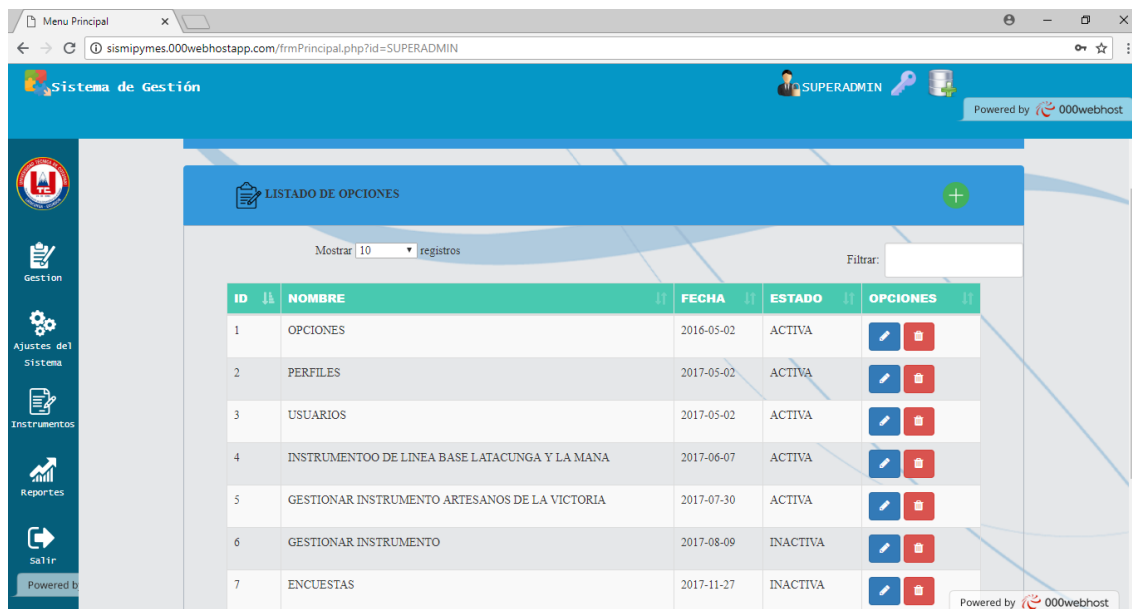 Menu Principal
sismipymes.000webhostapp.com/frmPrincipal.php?id=SUPERADMIN
Sistema de Gestión
SUPERADMIN
Powered by 000webhost
LISTADO DE OPCIONES
Mostrar 10 registros
Filtrar:
ID NOMBRE FECHA ESTADO OPCIONES
1 OPCIONES 2016-05-02 ACTIVA
2 PERFILES 2017-05-02 ACTIVA
3 USUARIOS 2017-05-02 ACTIVA
4 INSTRUMENTOO DE LINEA BASE LATACUNGA Y LA MANA 2017-06-07 ACTIVA
5 GESTIONAR INSTRUMENTO ARTESANOS DE LA VICTORIA 2017-07-30 ACTIVA
6 GESTIONAR INSTRUMENTO 2017-08-09 INACTIVA
7 ENCUESTAS 2017-11-27 INACTIVA
UTC
Gestion
Ajustes del
Sistema
Instrumentos
Reportes
Salir
Powered b
Powered by 000webhost